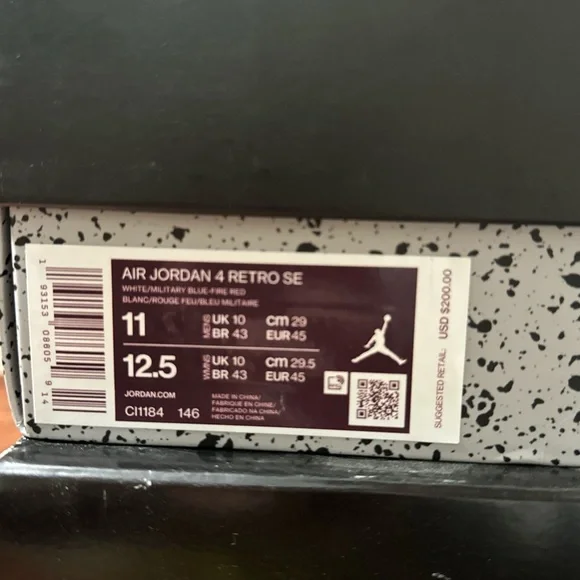 AIR JORDAN 4 RETRO SE
WHITE/MILITARY BLUE-FIRE RED
BLANC/ROUGE FEU/BLEU MILITAIRE
11 MENS UK 10 cm 29
BR 43 EUR 45
12.5 WMNS UK 10 cm 29.5
BR 43 EUR 45
JORDAN.COM
CI1184 146
MADE IN CHINA/
FABRIQUE EN CHINE/
FABRICADO NA CHINA/
HECHO EN CHINA
SUGGESTED RETAIL: USD $200.00
1 93153 08605 914